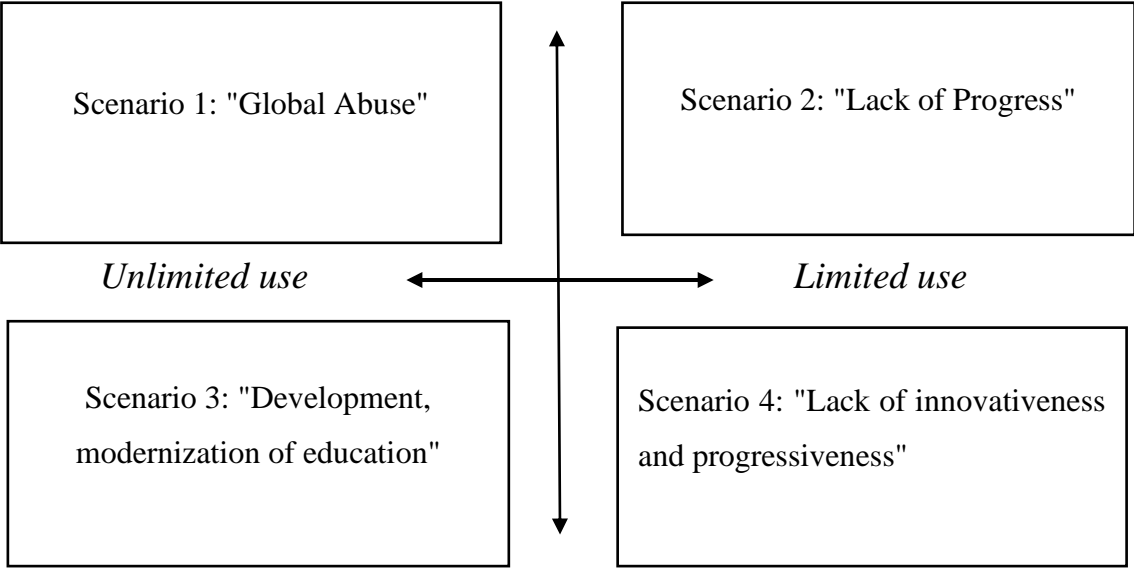 Scenario 1: "Global Abuse"
Scenario 2: "Lack of Progress"
Unlimited use
Limited use
Scenario 3: "Development,
modernization of education"
Scenario 4: "Lack of innovativeness
and progressiveness"